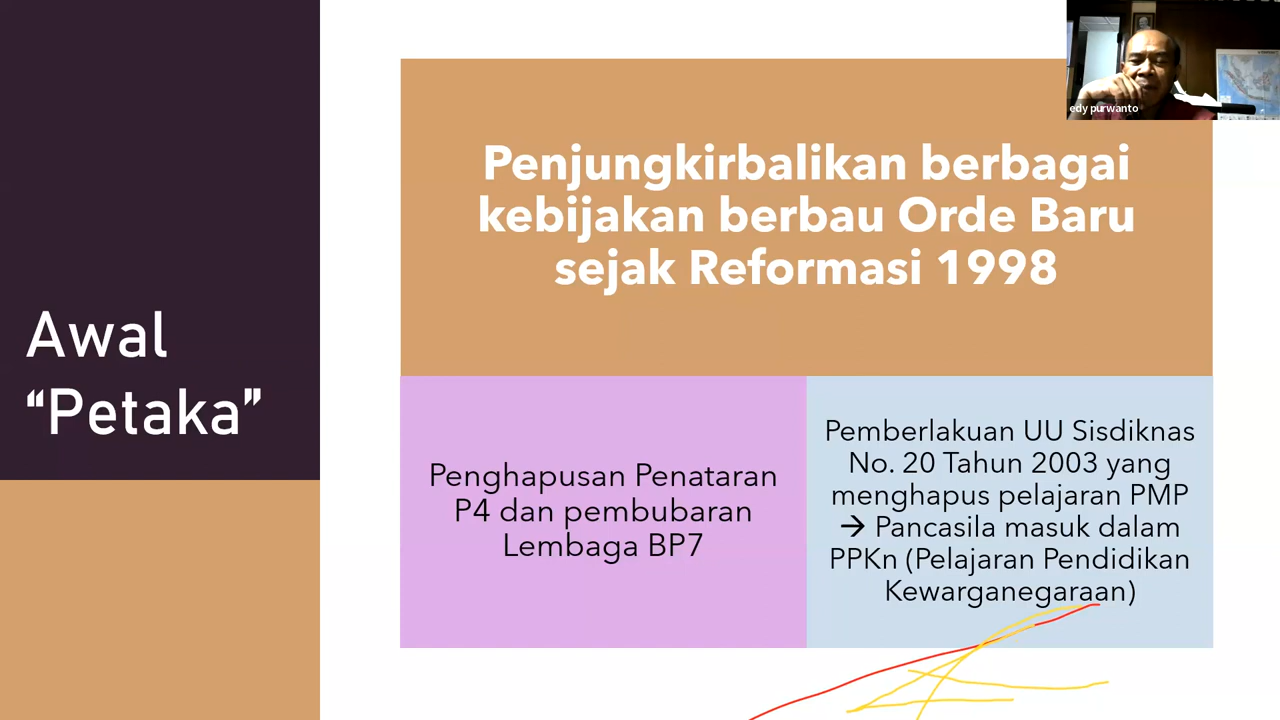 edy purwanto
Penjungkirbalikan berbagai
kebijakan berbau Orde Baru
sejak Reformasi 1998
Awal
“Petaka”
Penghapusan Penataran
P4 dan pembubaran
Lembaga BP7
Pemberlakuan UU Sisdiknas
No. 20 Tahun 2003 yang
menghapus pelajaran PMP
→ Pancasila masuk dalam
PPKn (Pelajaran Pendidikan
Kewarganegaraan)